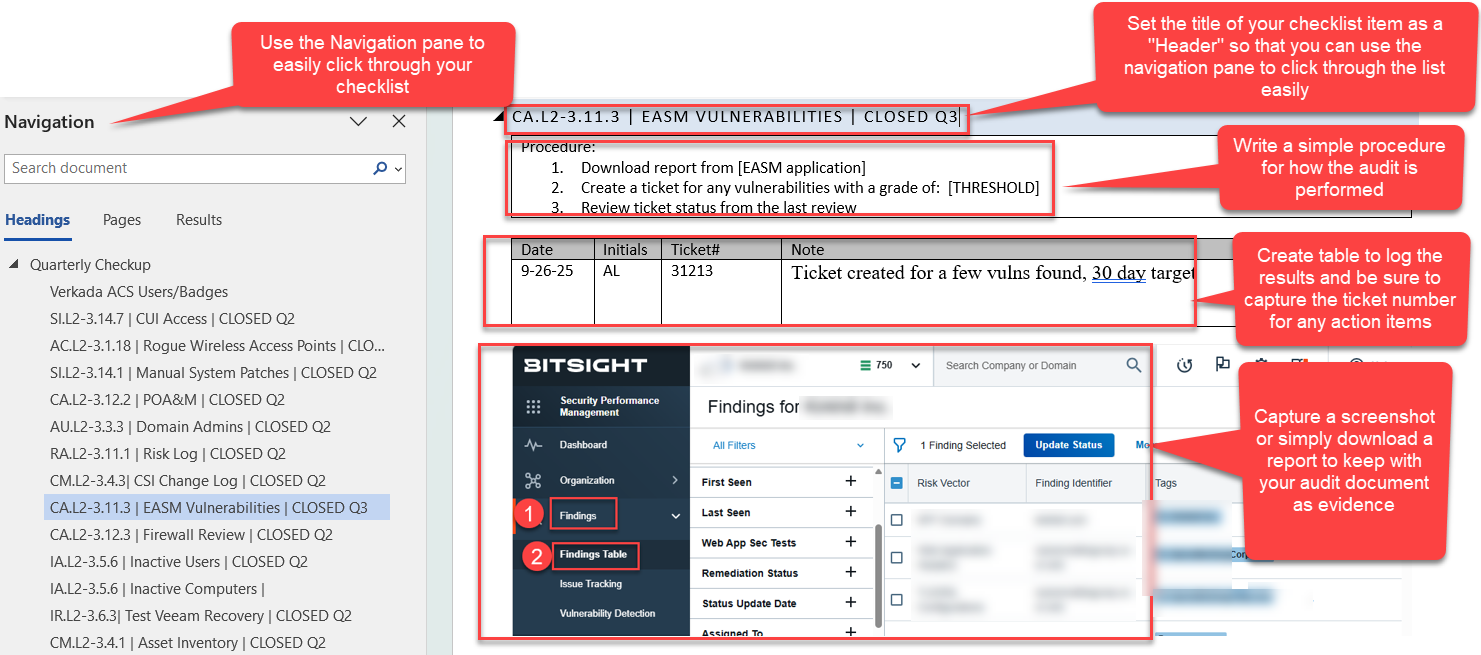 Use the Navigation pane to
easily click through your
checklist
Set the title of your checklist item as a
"Header" so that you can use the
navigation pane to click through the list
easily
Navigation
Search document
Headings
Pages
Results
Quarterly Checkup
Verkada ACS Users/Badges
SI.L2-3.14.7 | CUI Access | CLOSED Q2
AC.L2-3.1.18 | Rogue Wireless Access Points | CLO...
SI.L2-3.14.1 | Manual System Patches | CLOSED Q2
CA.L2-3.12.2 | POA&M | CLOSED Q2
AU.L2-3.3.3 | Domain Admins | CLOSED Q2
RA.L2-3.11.1 | Risk Log | CLOSED Q2
CM.L2-3.4.3| CSI Change Log | CLOSED Q2
CA.L2-3.11.3 | EASM Vulnerabilities | CLOSED Q3
CA.L2-3.12.3 | Firewall Review | CLOSED Q2
IA.L2-3.5.6 | Inactive Users | CLOSED Q2
IA.L2-3.5.6 | Inactive Computers |
IR.L2-3.6.3| Test Veeam Recovery | CLOSED Q2
CM.L2-3.4.1 | Asset Inventory | CLOSED Q2
CA.L2-3.11.3 | EASM VULNERABILITIES | CLOSED Q3
Procedure:
1. Download report from [EASM application]
2. Create a ticket for any vulnerabilities with a grade of: [THRESHOLD]
3. Review ticket status from the last review
Write a simple procedure
for how the audit is
performed
Date Initials Ticket# Note
9-26-25 AL 31213 Ticket created for a few vulns found, 30 day target
Create table to log the
results and be sure to
capture the ticket number
for any action items
BITSIGHT
750
Search Company or Domain
Security Performance
Management
Findings for
Dashboard
Organization
1
Findings
2
Findings Table
Issue Tracking
Vulnerability Detection
All Filters
1 Finding Selected
Update Status
Mo
First Seen
Last Seen
Web App Sec Tests
Remediation Status
Status Update Date
Assigned To
Risk Vector
Finding Identifier
Tags
Capture a screenshot
or simply download a
report to keep with
your audit document
as evidence